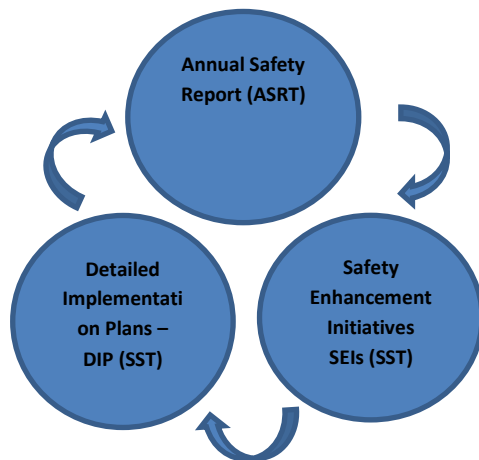 Annual Safety
Report (ASRT)
Safety
Enhancement
Initiatives
SEIs (SST)
Detailed
Implementati
on Plans –
DIP (SST)